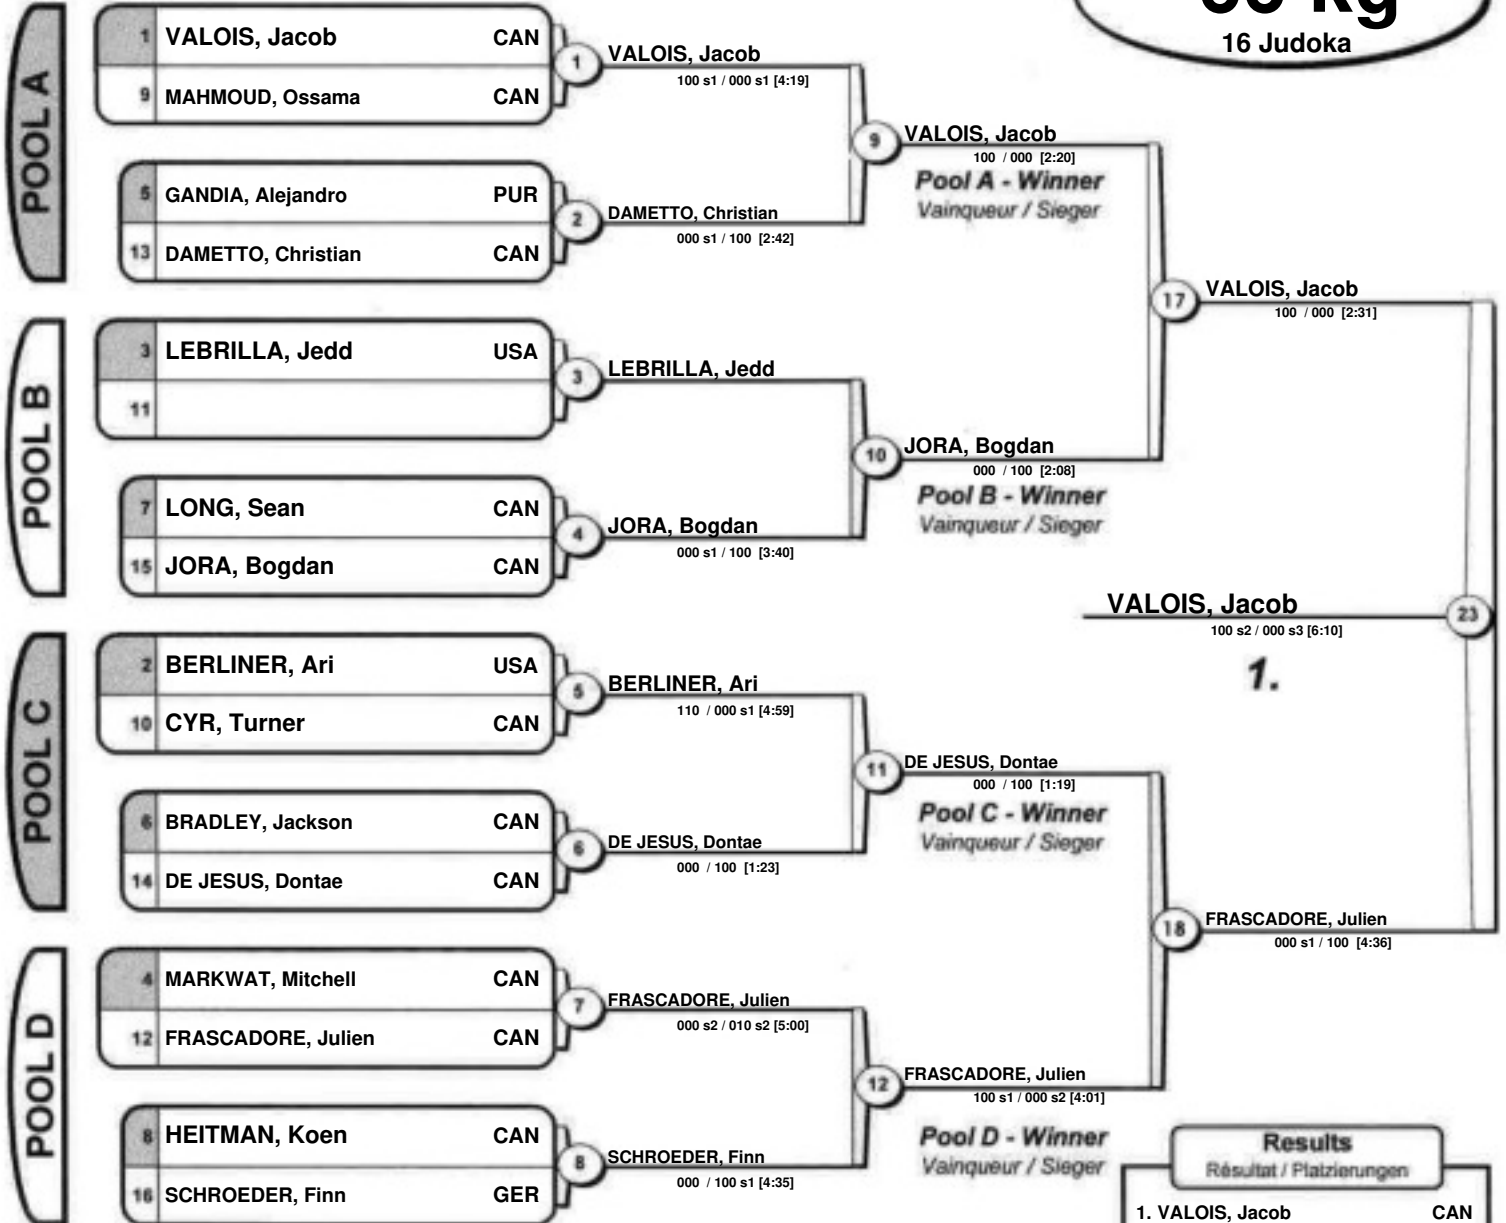 16 Judoka
POOL A
1 VALOIS, Jacob CAN
9 MAHMOUD, Ossama CAN
1
VALOIS, Jacob
100 s1 / 000 s1 [4:19]
5 GANDIA, Alejandro PUR
13 DAMETTO, Christian CAN
2
DAMETTO, Christian
000 s1 / 100 [2:42]
9
VALOIS, Jacob
100 / 000 [2:20]
Pool A - Winner
Vainqueur / Sieger
POOL B
3 LEBRILLA, Jedd USA
11
3
LEBRILLA, Jedd
7 LONG, Sean CAN
15 JORA, Bogdan CAN
4
JORA, Bogdan
000 s1 / 100 [3:40]
10
JORA, Bogdan
000 / 100 [2:08]
Pool B - Winner
Vainqueur / Sieger
17
VALOIS, Jacob
100 / 000 [2:31]
VALOIS, Jacob
23
100 s2 / 000 s3 [6:10]
1.
POOL C
2 BERLINER, Ari USA
10 CYR, Turner CAN
5
BERLINER, Ari
110 / 000 s1 [4:59]
6 BRADLEY, Jackson CAN
14 DE JESUS, Dontae CAN
6
DE JESUS, Dontae
000 / 100 [1:23]
11
DE JESUS, Dontae
000 / 100 [1:19]
Pool C - Winner
Vainqueur / Sieger
18
FRASCADORE, Julien
000 s1 / 100 [4:36]
POOL D
4 MARKWAT, Mitchell CAN
12 FRASCADORE, Julien CAN
7
FRASCADORE, Julien
000 s2 / 010 s2 [5:00]
8 HEITMAN, Koen CAN
16 SCHROEDER, Finn GER
8
SCHROEDER, Finn
000 / 100 s1 [4:35]
12
FRASCADORE, Julien
100 s1 / 000 s2 [4:01]
Pool D - Winner
Vainqueur / Sieger
Results
Résultat / Platzierungen
1. VALOIS, Jacob CAN